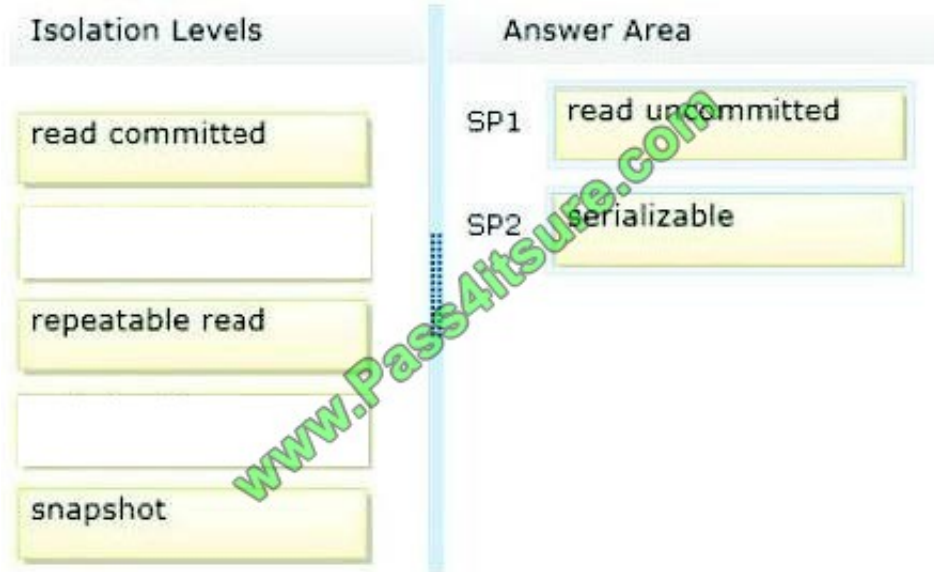 Isolation Levels
Answer Area
read committed
repeatable read
snapshot
SP1
read uncommitted
SP2
serializable
www.Pass4itsure.com